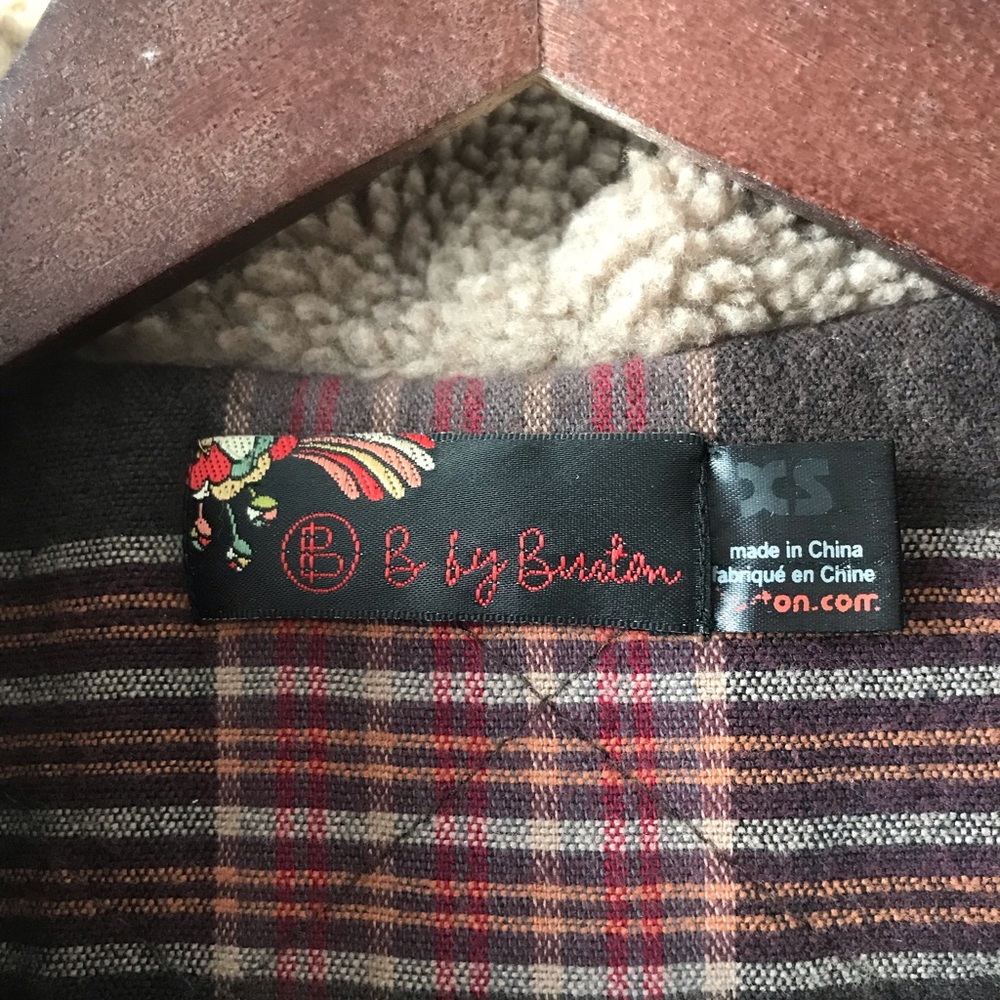 B B by Burton
XS
made in China
fabriqué en Chine